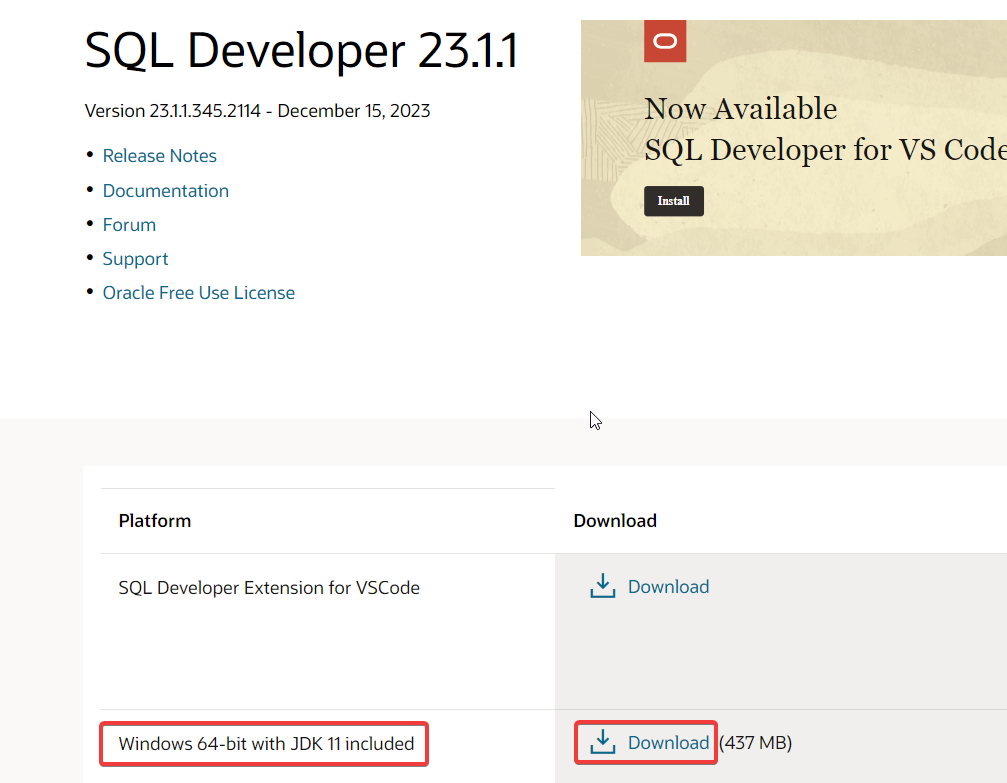 SQL Developer 23.1.1
Version 23.1.1.345.2114 - December 15, 2023
• Release Notes
• Documentation
• Forum
• Support
• Oracle Free Use License
Now Available
SQL Developer for VS Code
Install
Platform Download
SQL Developer Extension for VSCode Download
Windows 64-bit with JDK 11 included Download (437 MB)